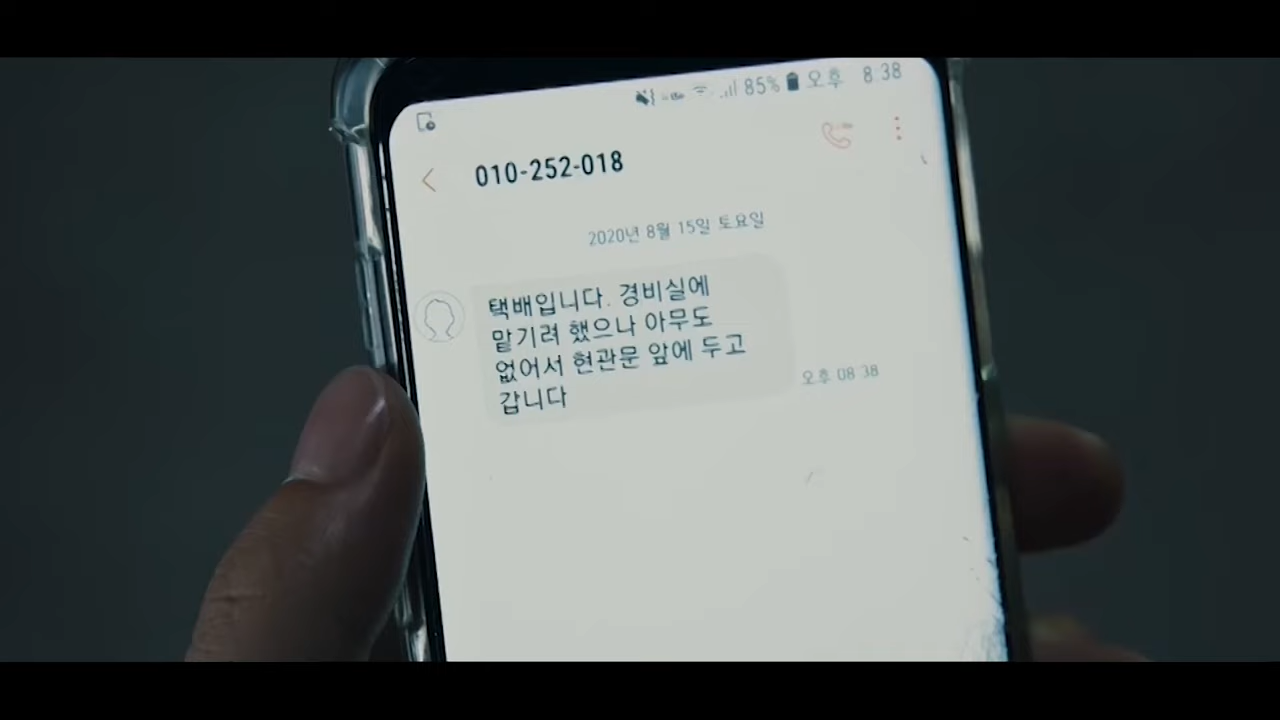 85% 오후 8:38
010-252-018
2020년 8월 15일 토요일
택배입니다. 경비실에
맡기려 했으나 아무도
없어서 현관문 앞에 두고
갑니다
오후 08:38